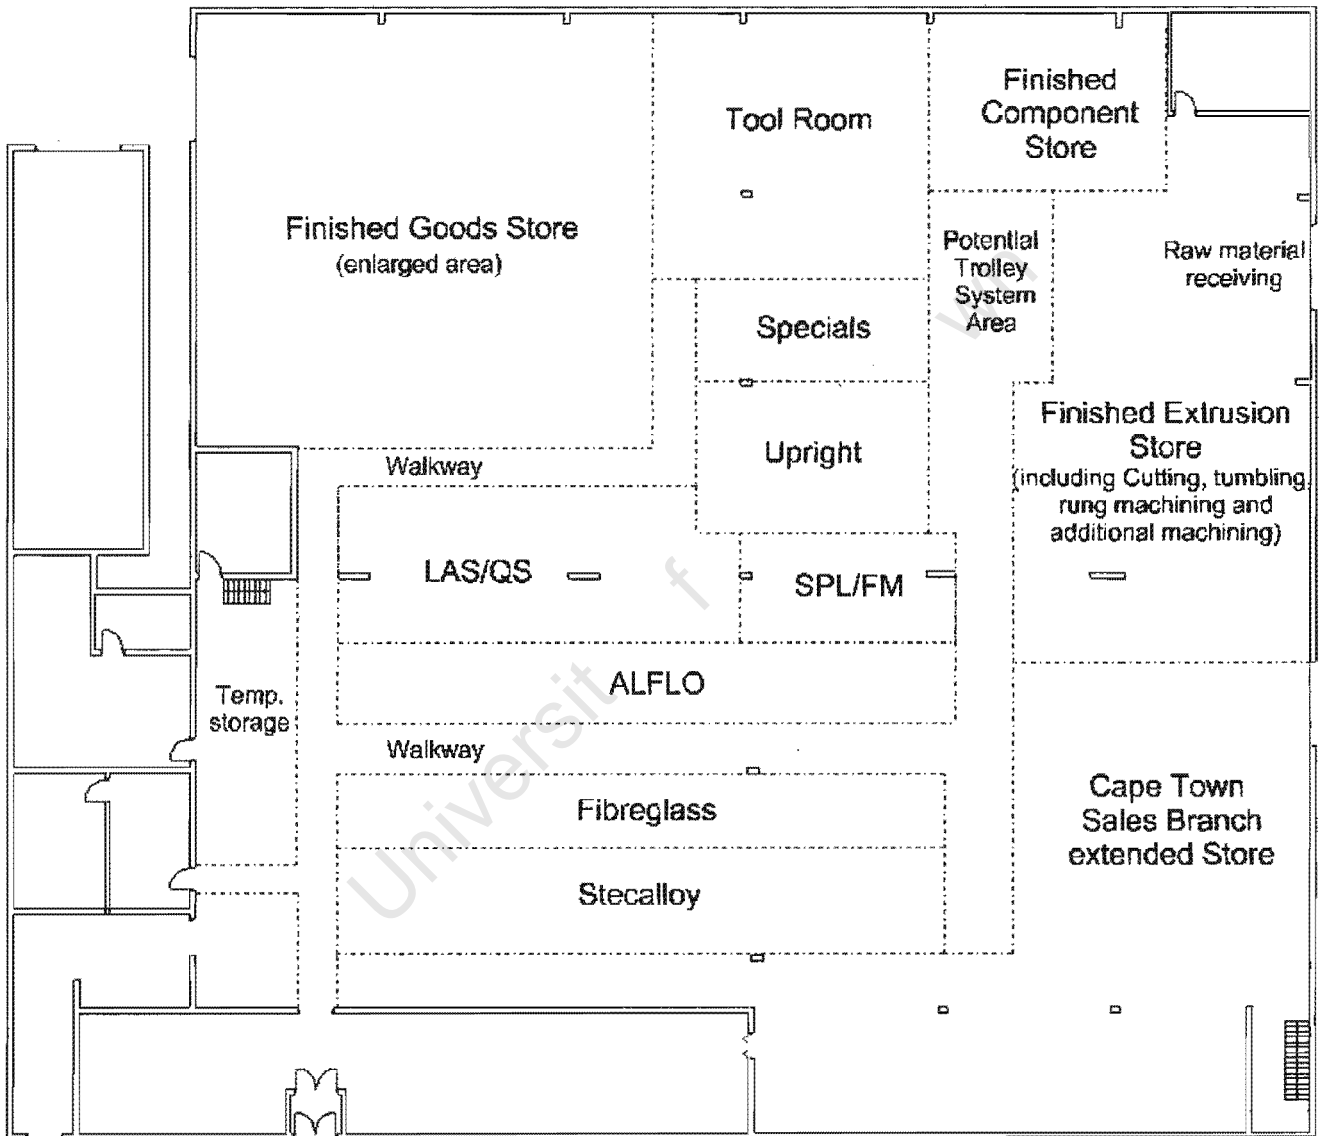 Finished
Component
Store
Tool Room
Finished Goods Store
(enlarged area)
Potential
Trolley
System
Area
Raw material
receiving
Specials
Finished Extrusion
Store
(including Cutting, tumbling,
rung machining and
additional machining)
Upright
Walkway
LAS/QS
SPL/FM
ALFLO
Temp.
storage
Walkway
Fibreglass
Cape Town
Sales Branch
extended Store
Stecalloy
Universit
f
wn